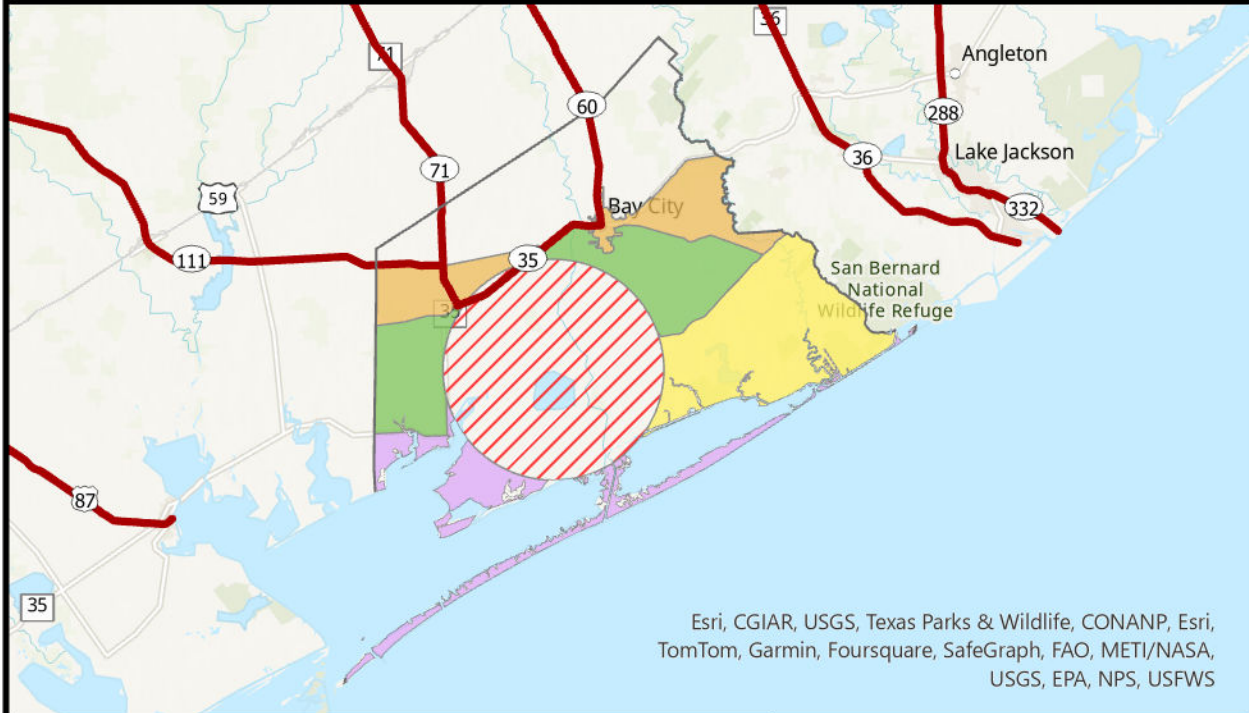 36
71
Angleton
60
288
36
Lake Jackson
71
59
Bay City
332
111
35
San Bernard
National
Wildlife Refuge
35
87
35
Esri, CGIAR, USGS, Texas Parks & Wildlife, CONANP, Esri,
TomTom, Garmin, Foursquare, SafeGraph, FAO, METI/NASA,
USGS, EPA, NPS, USFWS